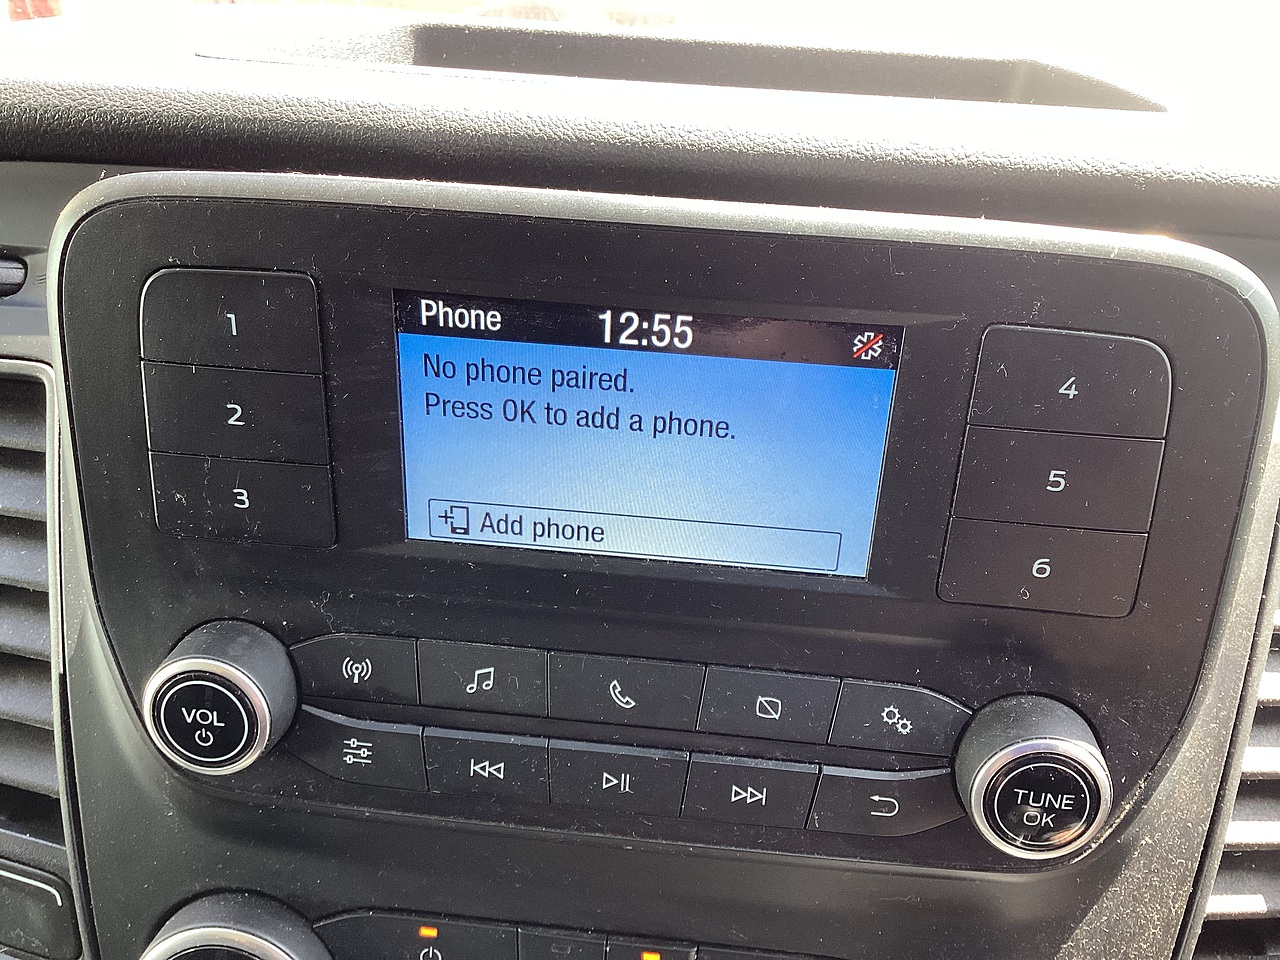 Phone 12:55
No phone paired.
Press OK to add a phone.
Add phone
1
2
3
4
5
6
VOL
TUNE
OK